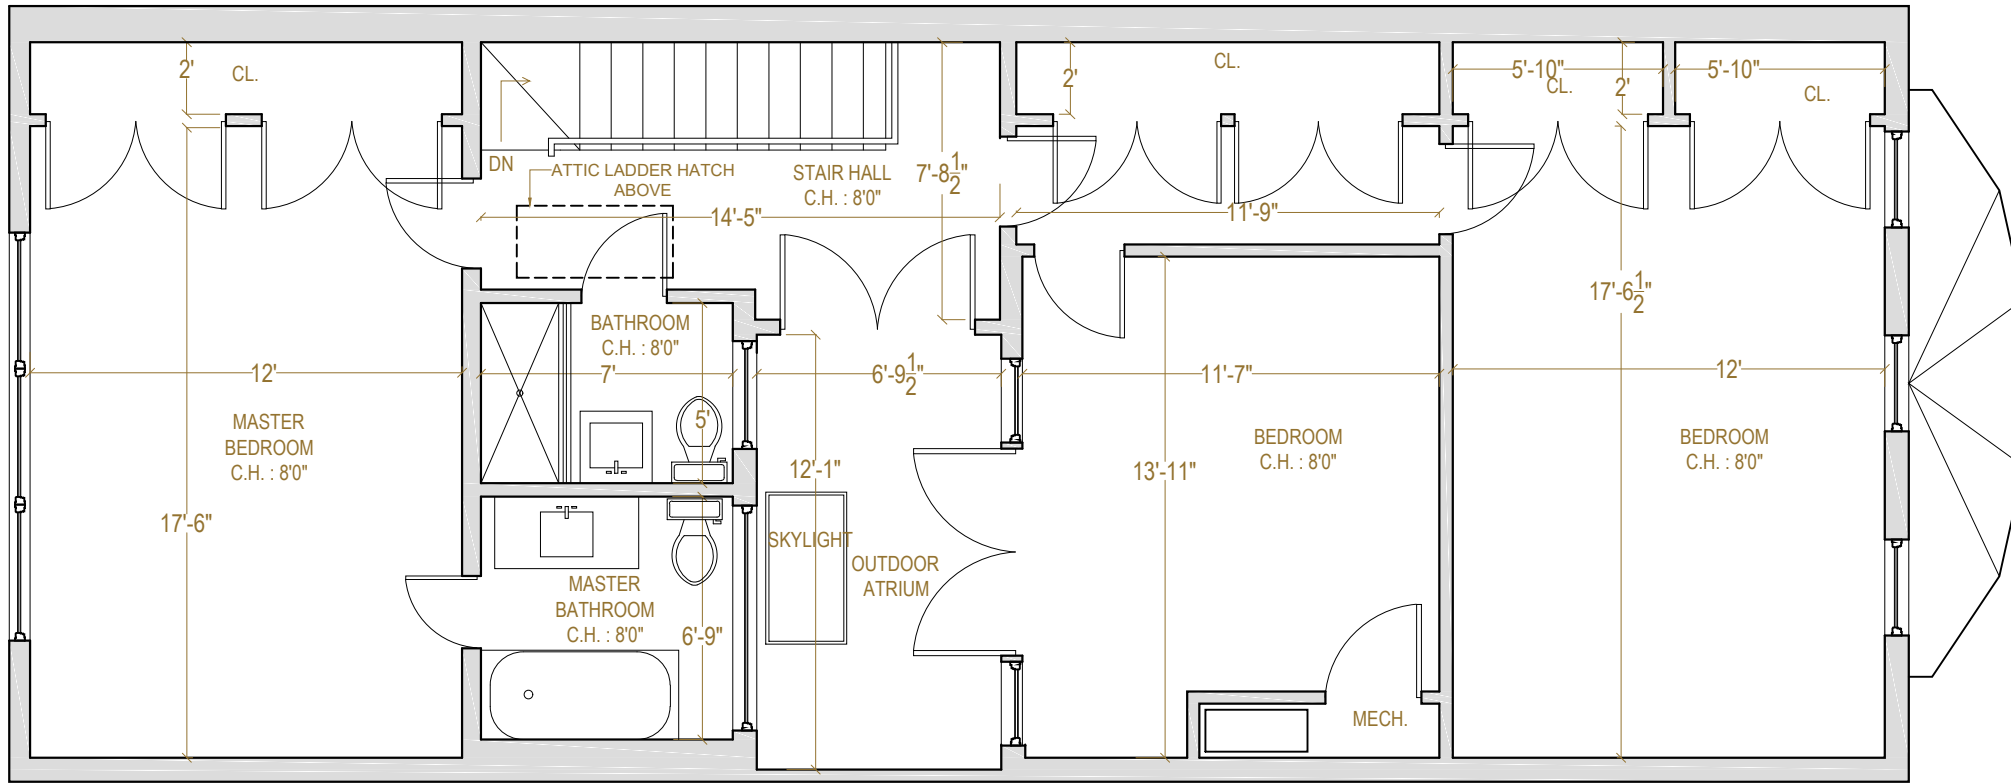 2'
CL.
DN
ATTIC LADDER HATCH
ABOVE
STAIR HALL
C.H. : 8'0"
7'-8 1/2"
14'-5"
2'
CL.
11'-9"
5'-10"
CL.
2'
5'-10"
CL.
17'-6 1/2"
12'
MASTER
BEDROOM
C.H. : 8'0"
17'-6"
BATHROOM
C.H. : 8'0"
7'
5'
6'-9 1/2"
12'-1"
SKYLIGHT
OUTDOOR
ATRIUM
MASTER
BATHROOM
C.H. : 8'0"
6'-9"
11'-7"
BEDROOM
C.H. : 8'0"
13'-11"
MECH.
12'
BEDROOM
C.H. : 8'0"